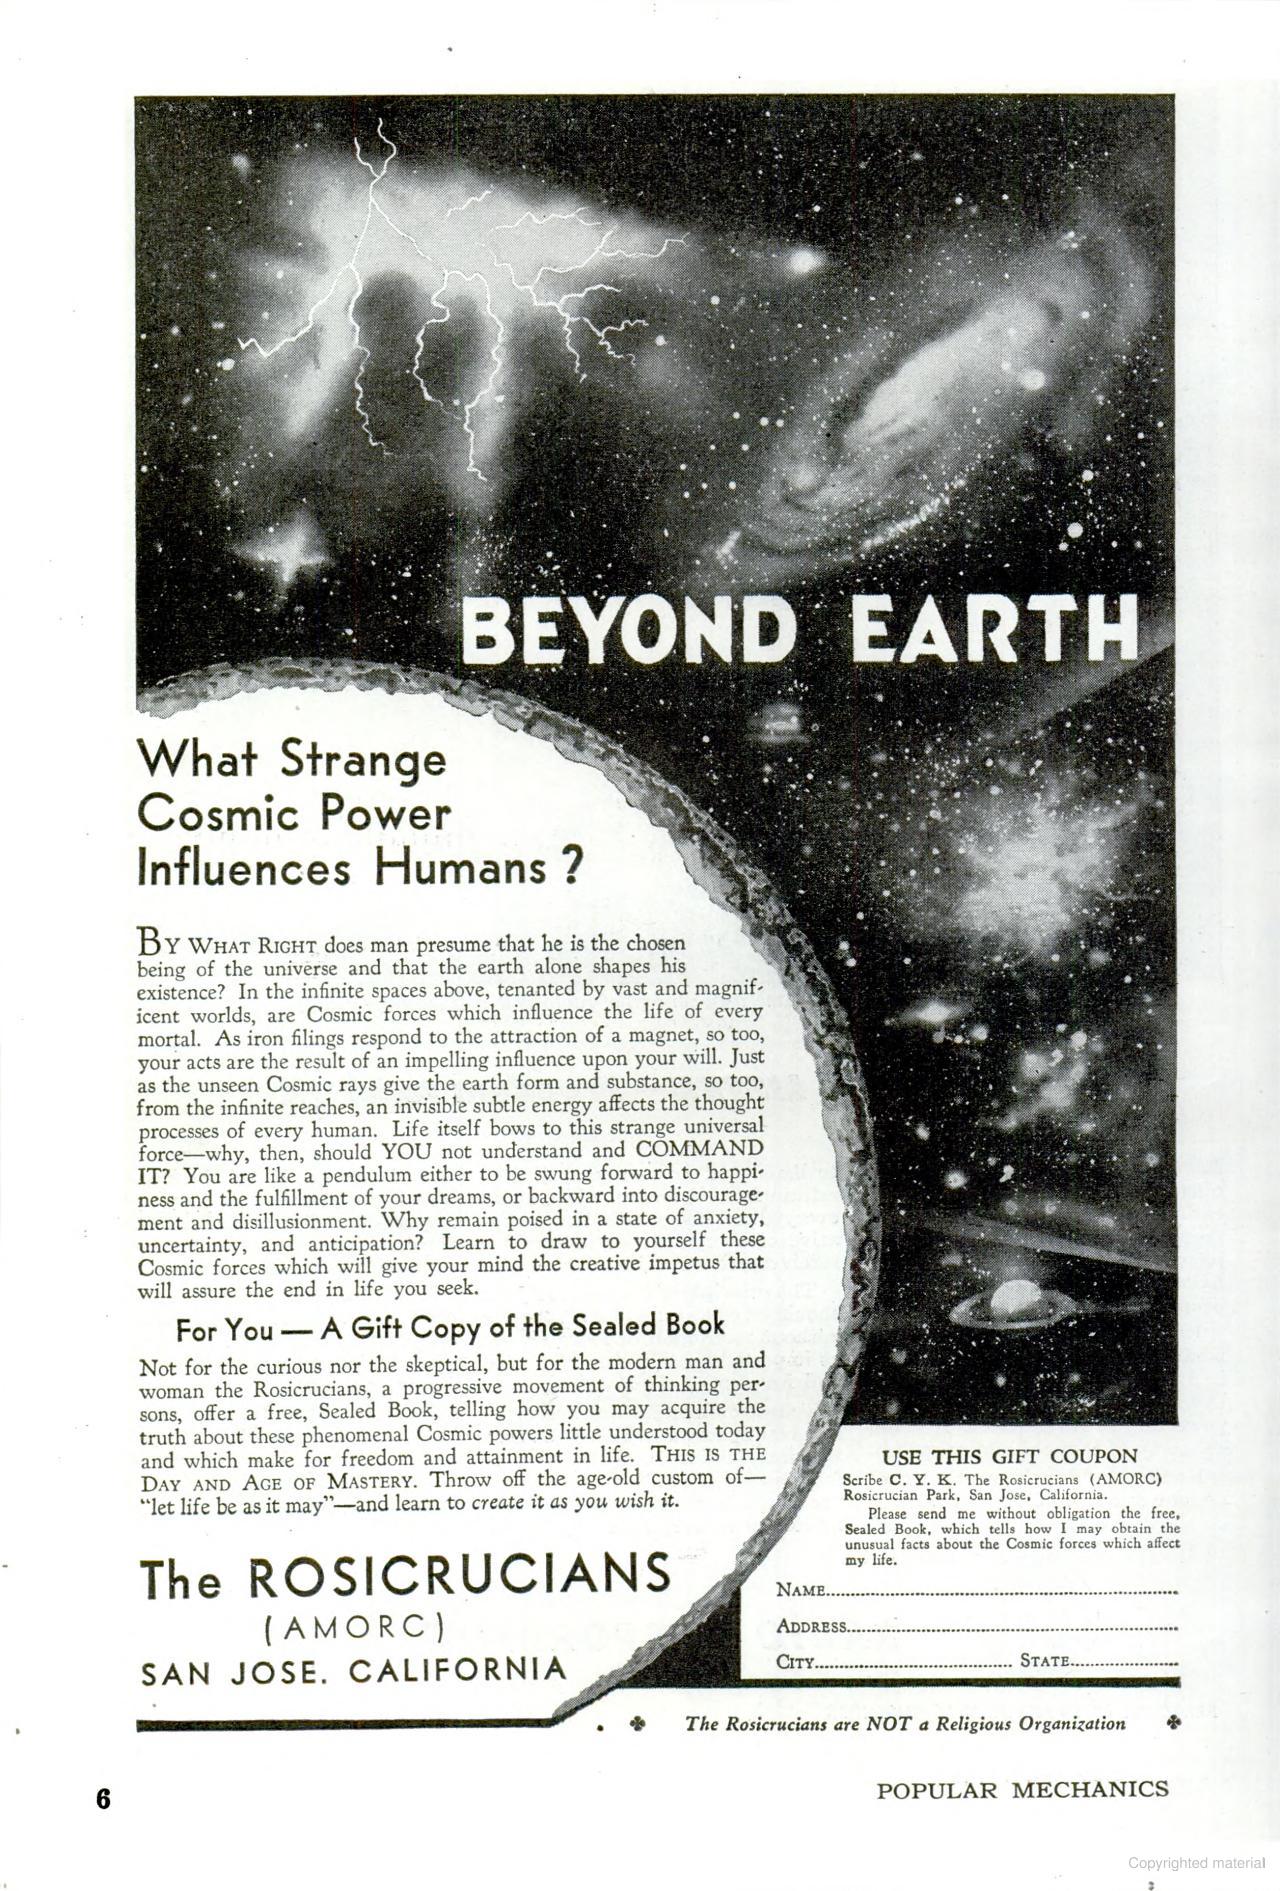 BEYOND EARTH
What Strange
Cosmic Power
Influences Humans ?
BY WHAT RIGHT does man presume that he is the chosen
being of the universe and that the earth alone shapes his
existence? In the infinite spaces above, tenanted by vast and magnif-
icent worlds, are Cosmic forces which influence the life of every
mortal. As iron filings respond to the attraction of a magnet, so too,
your acts are the result of an impelling influence upon your will. Just
as the unseen Cosmic rays give the earth form and substance, so too,
from the infinite reaches, an invisible subtle energy affects the thought
processes of every human. Life itself bows to this strange universal
force—why, then, should YOU not understand and COMMAND
IT? You are like a pendulum either to be swung forward to happi-
ness and the fulfillment of your dreams, or backward into discourage-
ment and disillusionment. Why remain poised in a state of anxiety,
uncertainty, and anticipation? Learn to draw to yourself these
Cosmic forces which will give your mind the creative impetus that
will assure the end in life you seek.
For You — A Gift Copy of the Sealed Book
Not for the curious nor the skeptical, but for the modern man and
woman the Rosicrucians, a progressive movement of thinking per-
sons, offer a free, Sealed Book, telling how you may acquire the
truth about these phenomenal Cosmic powers little understood today
and which make for freedom and attainment in life. THIS IS THE
DAY AND AGE OF MASTERY. Throw off the age-old custom of—
“let life be as it may”—and learn to create it as you wish it.
The ROSICRUCIANS
(AMORC)
SAN JOSE. CALIFORNIA
USE THIS GIFT COUPON
Scribe C. Y. K. The Rosicrucians (AMORC)
Rosicrucian Park, San Jose, California.
Please send me without obligation the free,
Sealed Book, which tells how I may obtain the
unusual facts about the Cosmic forces which affect
my life.
NAME
ADDRESS
CITY STATE
The Rosicrucians are NOT a Religious Organization
6
POPULAR MECHANICS
Copyrighted material